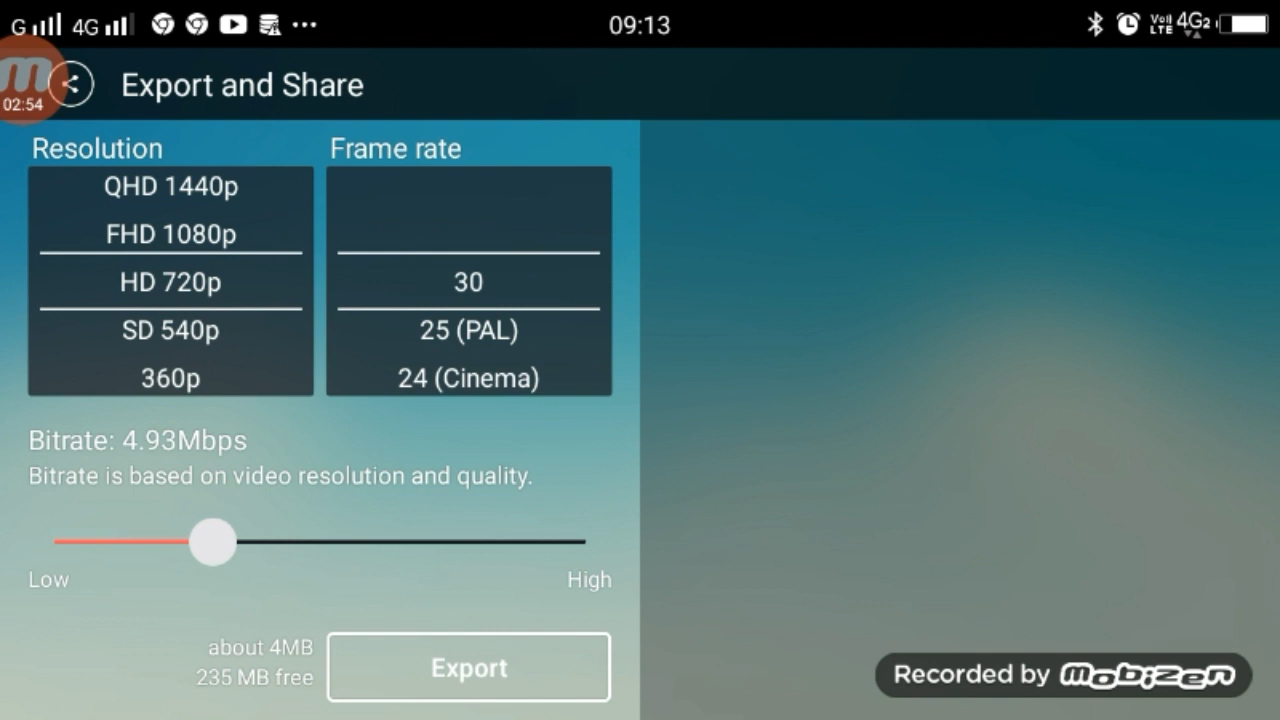 G 4G 09:13 VoII LTE 4G2
m
02:54
Export and Share
Resolution Frame rate
QHD 1440p
FHD 1080p
HD 720p 30
SD 540p 25 (PAL)
360p 24 (Cinema)
Bitrate: 4.93Mbps
Bitrate is based on video resolution and quality.
Low High
about 4MB
235 MB free
Export
Recorded by mobizen